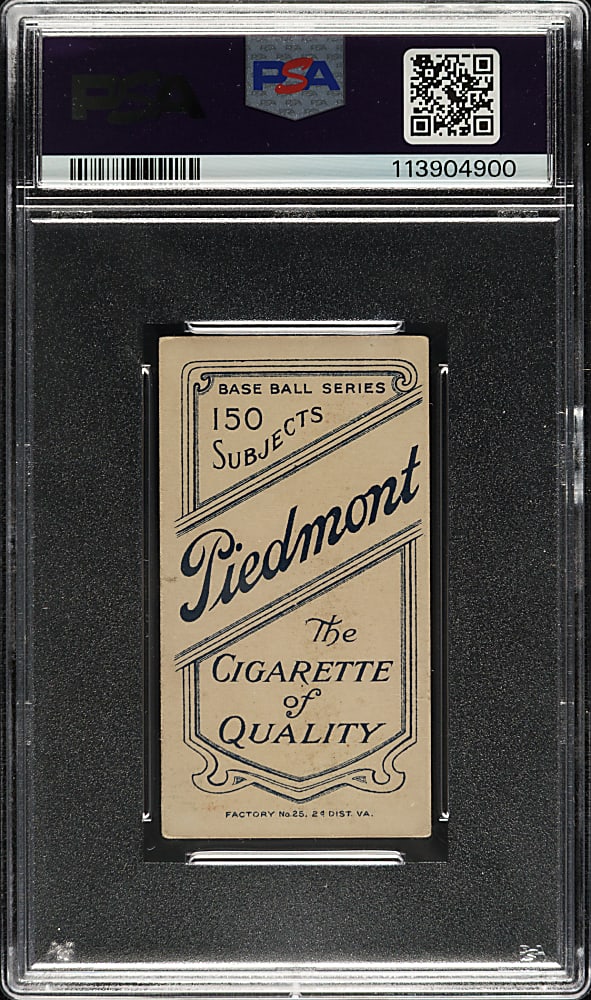 PSA
PSA
113904900
BASE BALL SERIES
150
SUBJECTS
Piedmont
The
CIGARETTE
of
QUALITY
FACTORY No. 25, 2d DIST. VA.